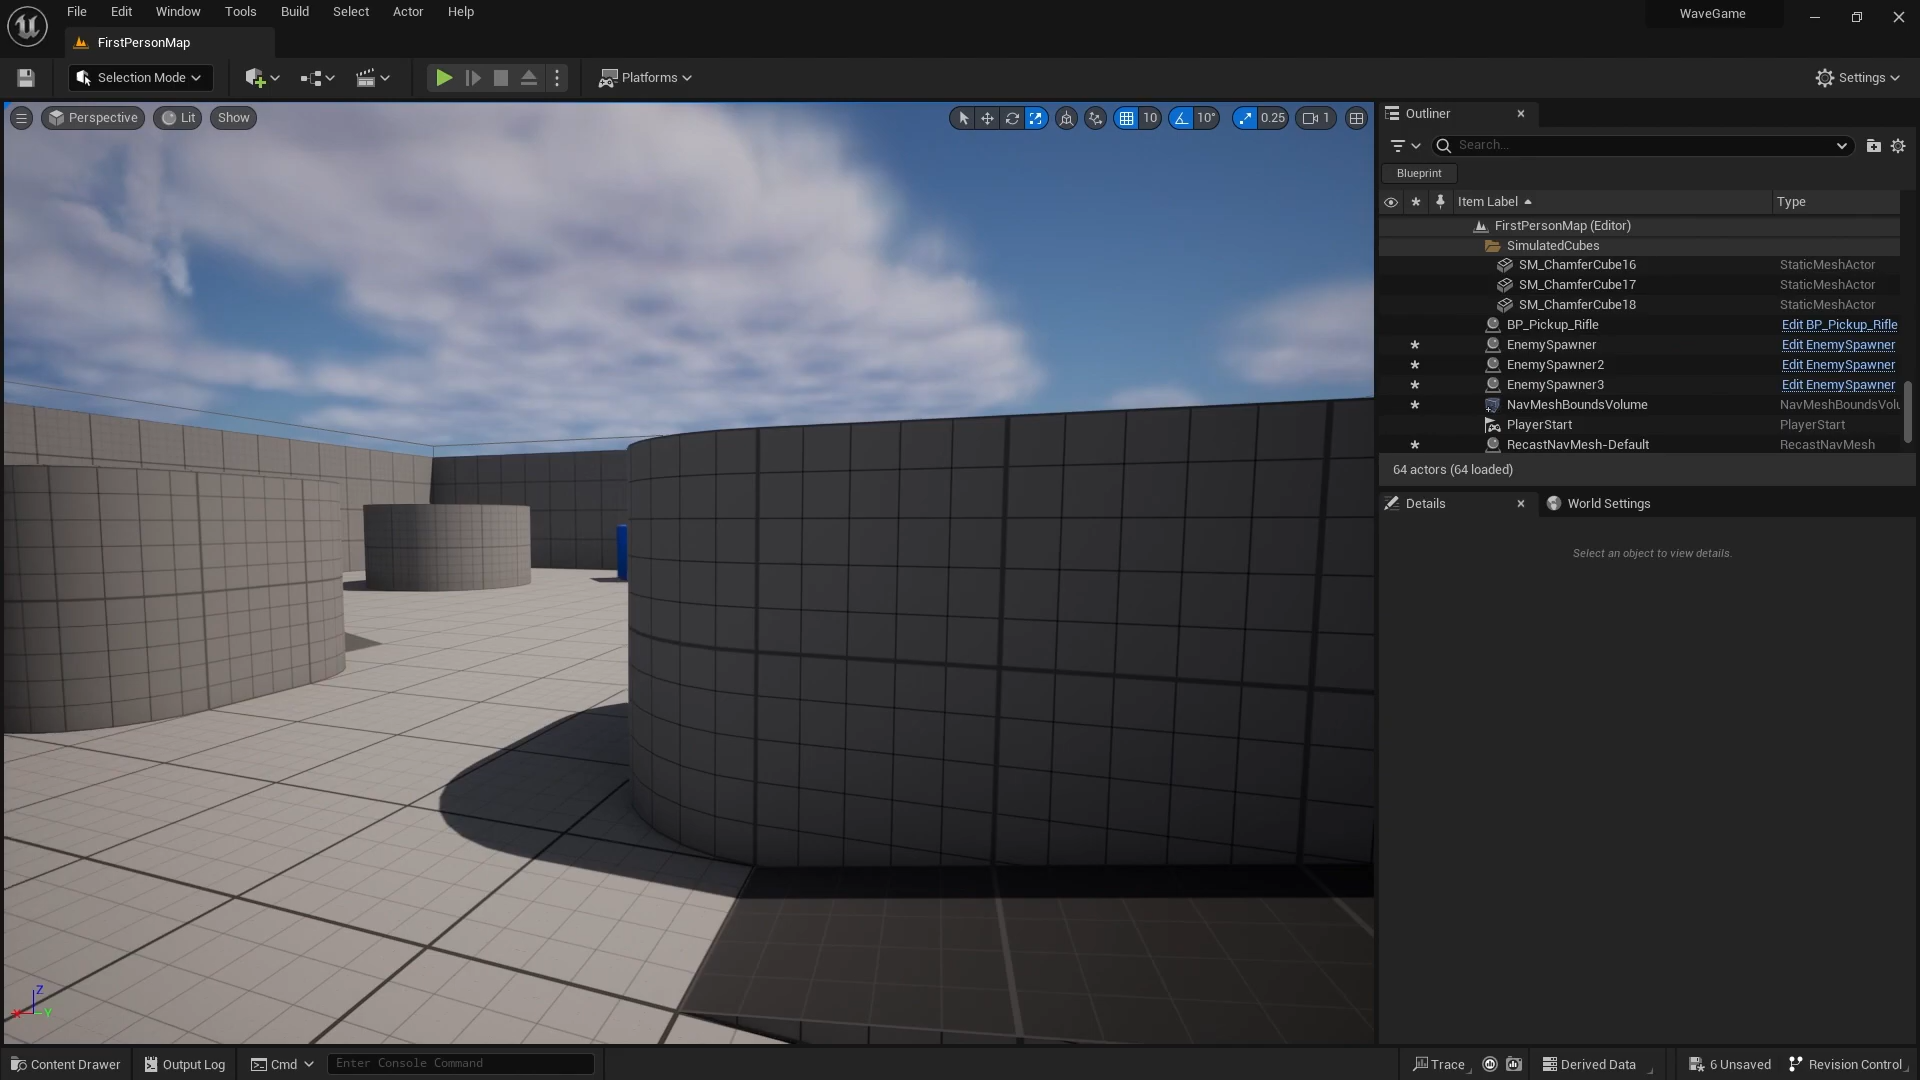 File Edit Window Tools Build Select Actor Help
WaveGame
FirstPersonMap
Selection Mode
Platforms
Settings
Perspective
Lit
Show
10
10°
0.25
1
Outliner
Search...
Blueprint
Item Label
Type
FirstPersonMap (Editor)
SimulatedCubes
SM_ChamferCube16 StaticMeshActor
SM_ChamferCube17 StaticMeshActor
SM_ChamferCube18 StaticMeshActor
BP_Pickup_Rifle Edit BP_Pickup_Rifle
* EnemySpawner Edit EnemySpawner
* EnemySpawner2 Edit EnemySpawner
* EnemySpawner3 Edit EnemySpawner
* NavMeshBoundsVolume NavMeshBoundsVolu
PlayerStart PlayerStart
* RecastNavMesh-Default RecastNavMesh
64 actors (64 loaded)
Details
World Settings
Select an object to view details.
Z
X
Y
Content Drawer
Output Log
Cmd
Enter Console Command
Trace
Derived Data
6 Unsaved
Revision Control